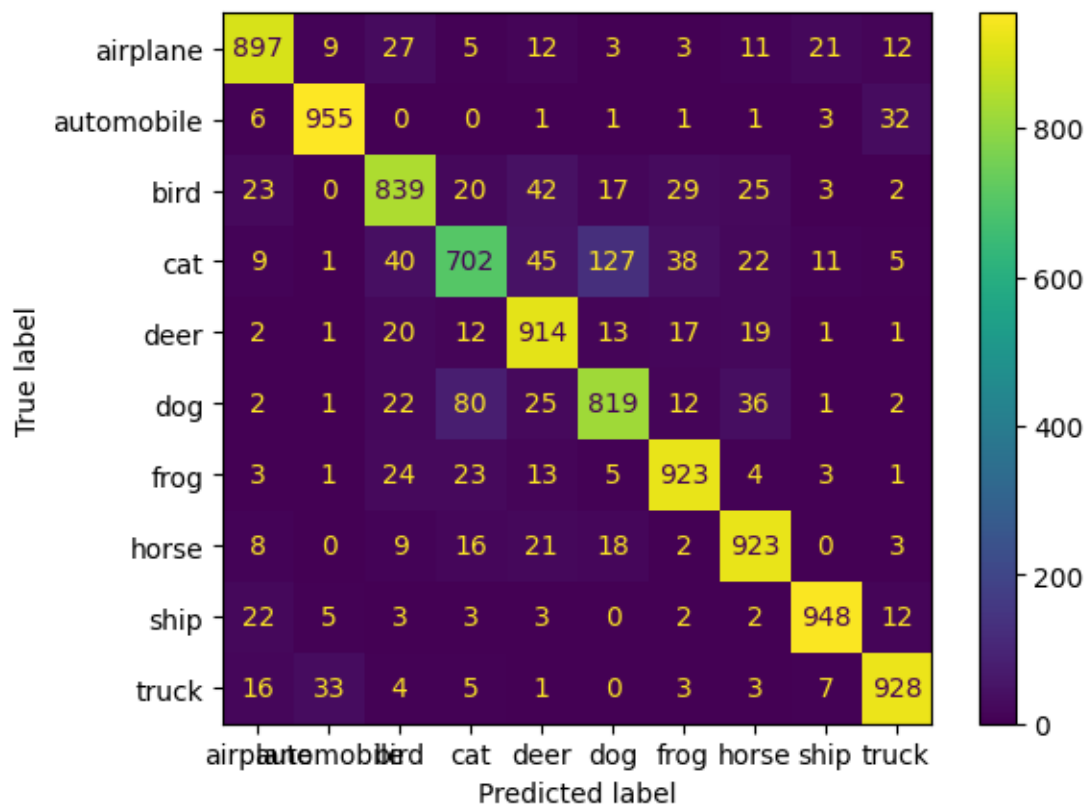 airplane 897 9 27 5 12 3 3 11 21 12
automobile 6 955 0 0 1 1 1 1 3 32
800
bird 23 0 839 20 42 17 29 25 3 2
cat 9 1 40 702 45 127 38 22 11 5
600
deer 2 1 20 12 914 13 17 19 1 1
True label
dog 2 1 22 80 25 819 12 36 1 2
400
frog 3 1 24 23 13 5 923 4 3 1
horse 8 0 9 16 21 18 2 923 0 3
200
ship 22 5 3 3 3 0 2 2 948 12
truck 16 33 4 5 1 0 3 3 7 928
0
airplane automobile bird cat deer dog frog horse ship truck
Predicted label